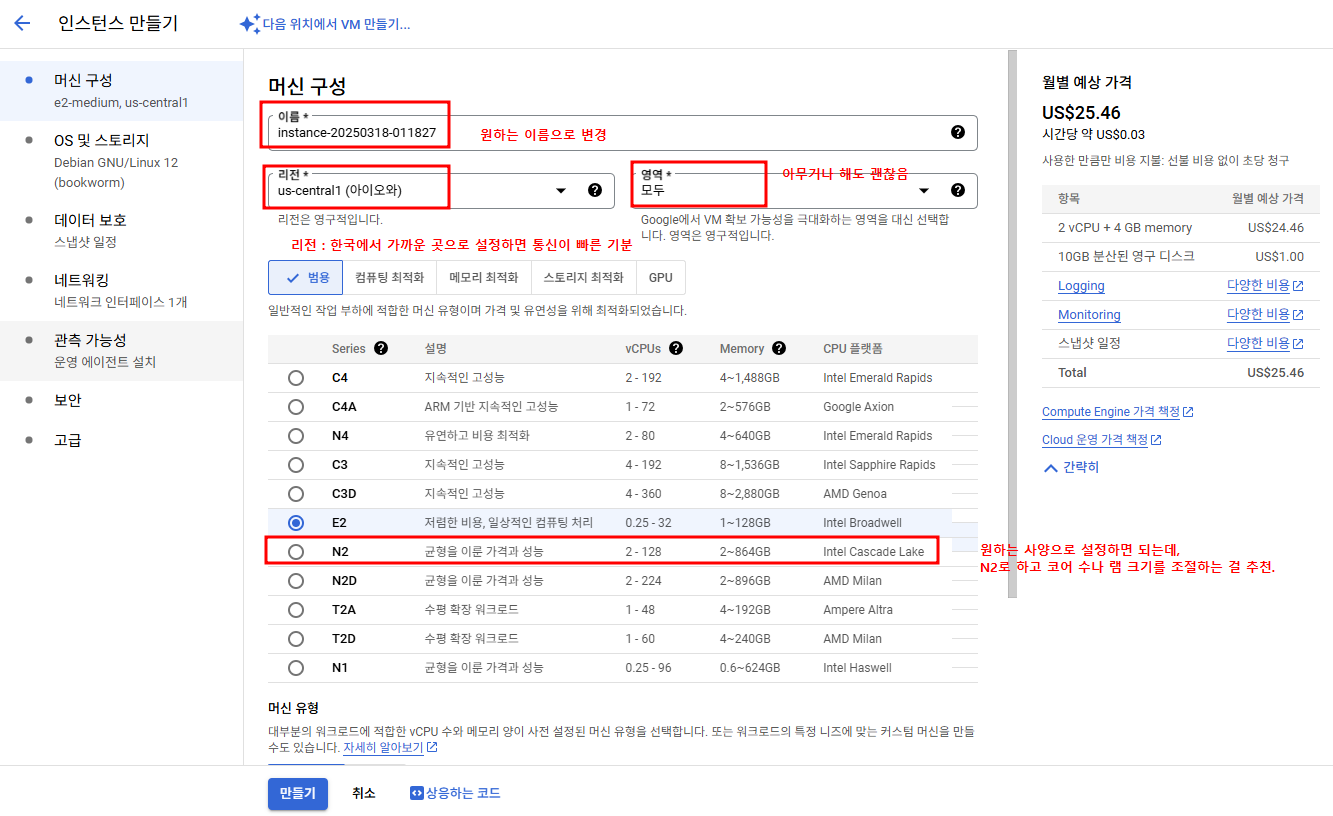 인스턴스 만들기
다음 위치에서 VM 만들기...
머신 구성
e2-medium, us-central1
OS 및 스토리지
Debian GNU/Linux 12
(bookworm)
데이터 보호
스냅샷 일정
네트워킹
네트워크 인터페이스 1개
관측 가능성
운영 에이전트 설치
보안
고급
머신 구성
이름 *
instance-20250318-011827
원하는 이름으로 변경
리전 *
us-central1 (아이오와)
리전은 영구적입니다.
영역 *
모두
아무거나 해도 괜찮음
Google에서 VM 확보 가능성을 극대화하는 영역을 대신 선택합
니다. 영역은 영구적입니다.
리전 : 한국에서 가까운 곳으로 설정하면 통신이 빠른 기분
범용 컴퓨팅 최적화 메모리 최적화 스토리지 최적화 GPU
일반적인 작업 부하에 적합한 머신 유형이며 가격 및 유연성을 위해 최적화되었습니다.
Series 설명 vCPUs Memory CPU 플랫폼
C4 지속적인 고성능 2 - 192 4~1,488GB Intel Emerald Rapids
C4A ARM 기반 지속적인 고성능 1 - 72 2~576GB Google Axion
N4 유연하고 비용 최적화 2 - 80 4~640GB Intel Emerald Rapids
C3 지속적인 고성능 4 - 192 8~1,536GB Intel Sapphire Rapids
C3D 지속적인 고성능 4 - 360 8~2,880GB AMD Genoa
E2 저렴한 비용, 일상적인 컴퓨팅 처리 0.25 - 32 1~128GB Intel Broadwell
N2 균형을 이룬 가격과 성능 2 - 128 2~864GB Intel Cascade Lake
원하는 사양으로 설정하면 되는데,
N2로 하고 코어 수나 램 크기를 조절하는 걸 추천.
N2D 균형을 이룬 가격과 성능 2 - 224 2~896GB AMD Milan
T2A 수평 확장 워크로드 1 - 48 4~192GB Ampere Altra
T2D 수평 확장 워크로드 1 - 60 4~240GB AMD Milan
N1 균형을 이룬 가격과 성능 0.25 - 96 0.6~624GB Intel Haswell
머신 유형
대부분의 워크로드에 적합한 vCPU 수와 메모리 양이 사전 설정된 머신 유형을 선택합니다. 또는 워크로드의 특정 니즈에 맞는 커스텀 머신을 만들
수도 있습니다. 자세히 알아보기
만들기 취소 상응하는 코드
월별 예상 가격
US$25.46
시간당 약 US$0.03
사용한 만큼만 비용 지불: 선불 비용 없이 초당 청구
항목 월별 예상 가격
2 vCPU + 4 GB memory US$24.46
10GB 분산된 영구 디스크 US$1.00
Logging 다양한 비용
Monitoring 다양한 비용
스냅샷 일정 다양한 비용
Total US$25.46
Compute Engine 가격 책정
Cloud 운영 가격 책정
간략히